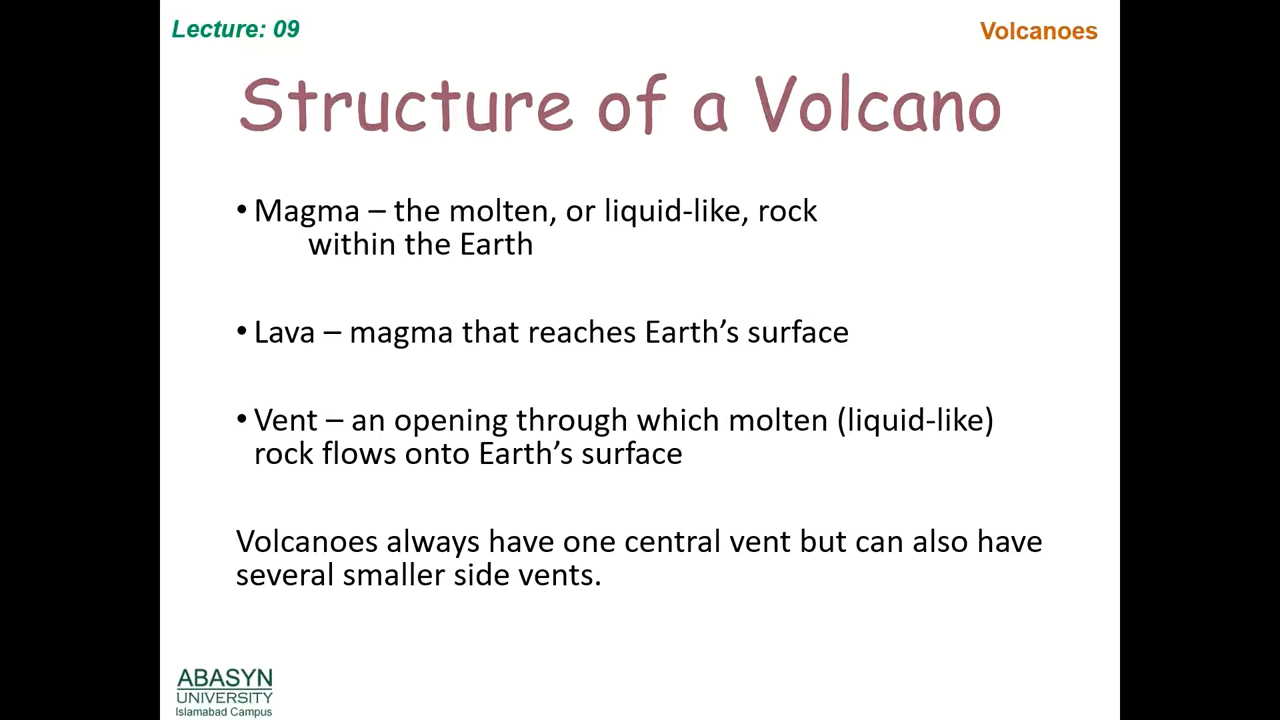 Lecture: 09
Volcanoes
Structure of a Volcano
• Magma – the molten, or liquid-like, rock
within the Earth
• Lava – magma that reaches Earth’s surface
• Vent – an opening through which molten (liquid-like)
rock flows onto Earth’s surface
Volcanoes always have one central vent but can also have
several smaller side vents.
ABASYN
UNIVERSITY
Islamabad Campus